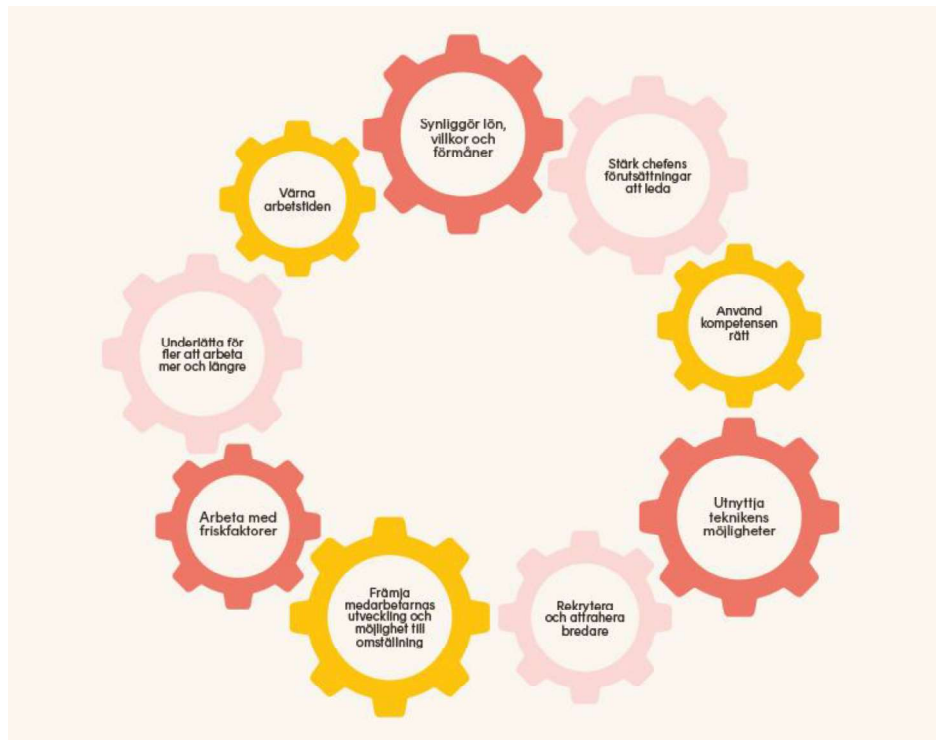 Synliggör lön,
villkor och
förmåner
Stärk chefens
förutsättningar
att leda
Använd
kompetensen
rätt
Utnyttja
teknikens
möjligheter
Rekrytera
och attrahera
bredare
Främja
medarbetarnas
utveckling och
möjlighet till
omställning
Arbeta med
friskfaktorer
Underlätta för
fler att arbeta
mer och längre
Värna
arbetstiden